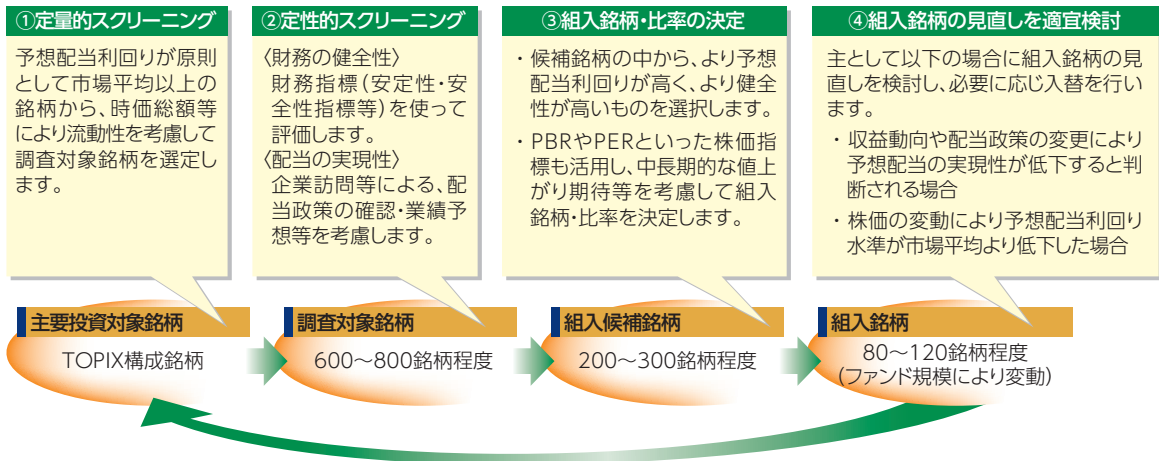 ①定量的スクリーニング
予想配当利回りが原則
として市場平均以上の
銘柄から、時価総額等
により流動性を考慮して
調査対象銘柄を選定し
ます。
②定性的スクリーニング
〈財務の健全性〉
財務指標(安定性・安
全性指標等)を使って
評価します。
〈配当の実現性〉
企業訪問等による、配
当政策の確認・業績予
想等を考慮します。
③組入銘柄・比率の決定
・候補銘柄の中から、より予想
配当利回りが高く、より健全
性が高いものを選択します。
・PBRやPERといった株価指
標も活用し、中長期的な値上
がり期待等を考慮して組入
銘柄・比率を決定します。
④組入銘柄の見直しを適宜検討
主として以下の場合に組入銘柄の見
直しを検討し、必要に応じ入替を行い
ます。
・収益動向や配当政策の変更により
予想配当の実現性が低下すると判
断される場合
・株価の変動により予想配当利回り
水準が市場平均より低下した場合
主要投資対象銘柄
TOPIX構成銘柄
調査対象銘柄
600〜800銘柄程度
組入候補銘柄
200〜300銘柄程度
組入銘柄
80〜120銘柄程度
(ファンド規模により変動)